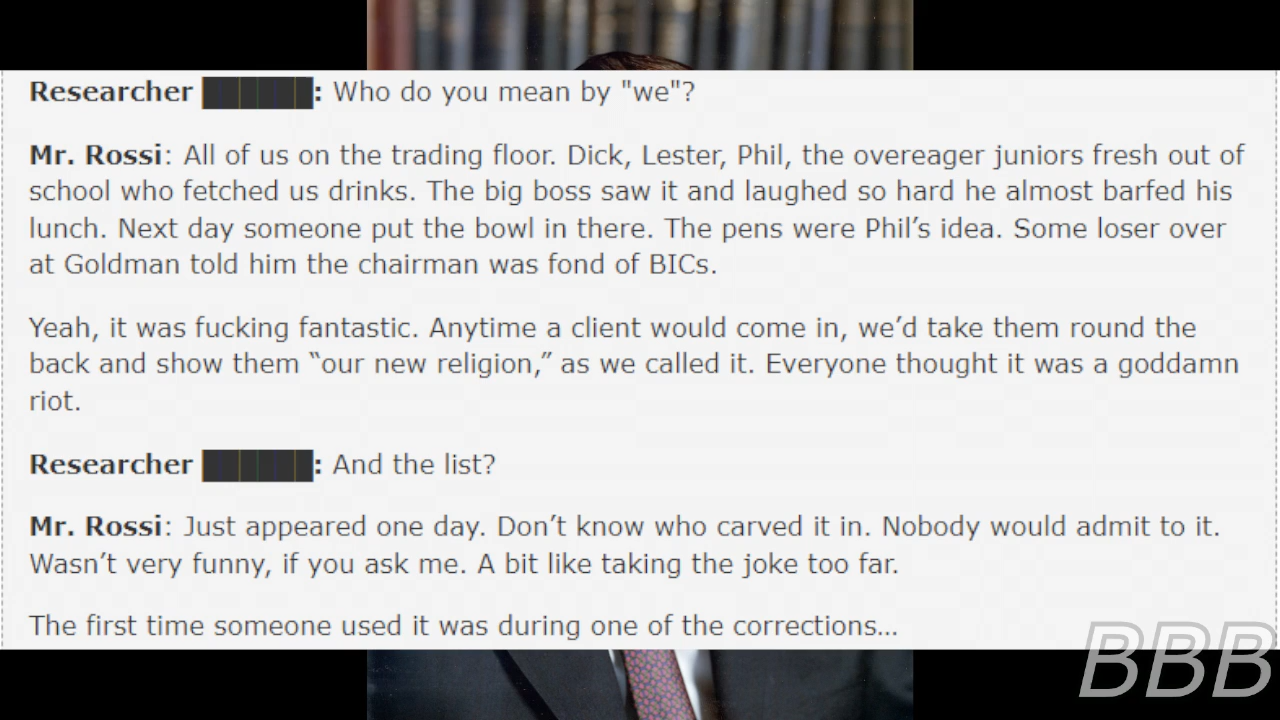 Researcher ██████: Who do you mean by "we"?
Mr. Rossi: All of us on the trading floor. Dick, Lester, Phil, the overeager juniors fresh out of
school who fetched us drinks. The big boss saw it and laughed so hard he almost barfed his
lunch. Next day someone put the bowl in there. The pens were Phil’s idea. Some loser over
at Goldman told him the chairman was fond of BICs.
Yeah, it was fucking fantastic. Anytime a client would come in, we’d take them round the
back and show them “our new religion,” as we called it. Everyone thought it was a goddamn
riot.
Researcher ██████: And the list?
Mr. Rossi: Just appeared one day. Don’t know who carved it in. Nobody would admit to it.
Wasn’t very funny, if you ask me. A bit like taking the joke too far.
The first time someone used it was during one of the corrections...
BBB